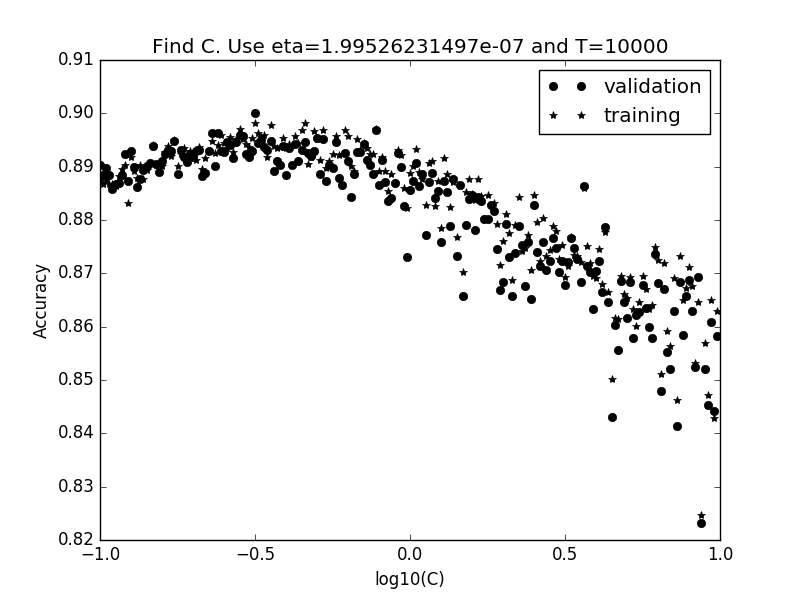 Find C. Use eta=1.99526231497e-07 and T=10000
0.91
0.90
0.89
0.88
0.87
0.86
0.85
0.84
0.83
0.82
Accuracy
validation
training
−1.0 −0.5 0.0 0.5 1.0
log10(C)